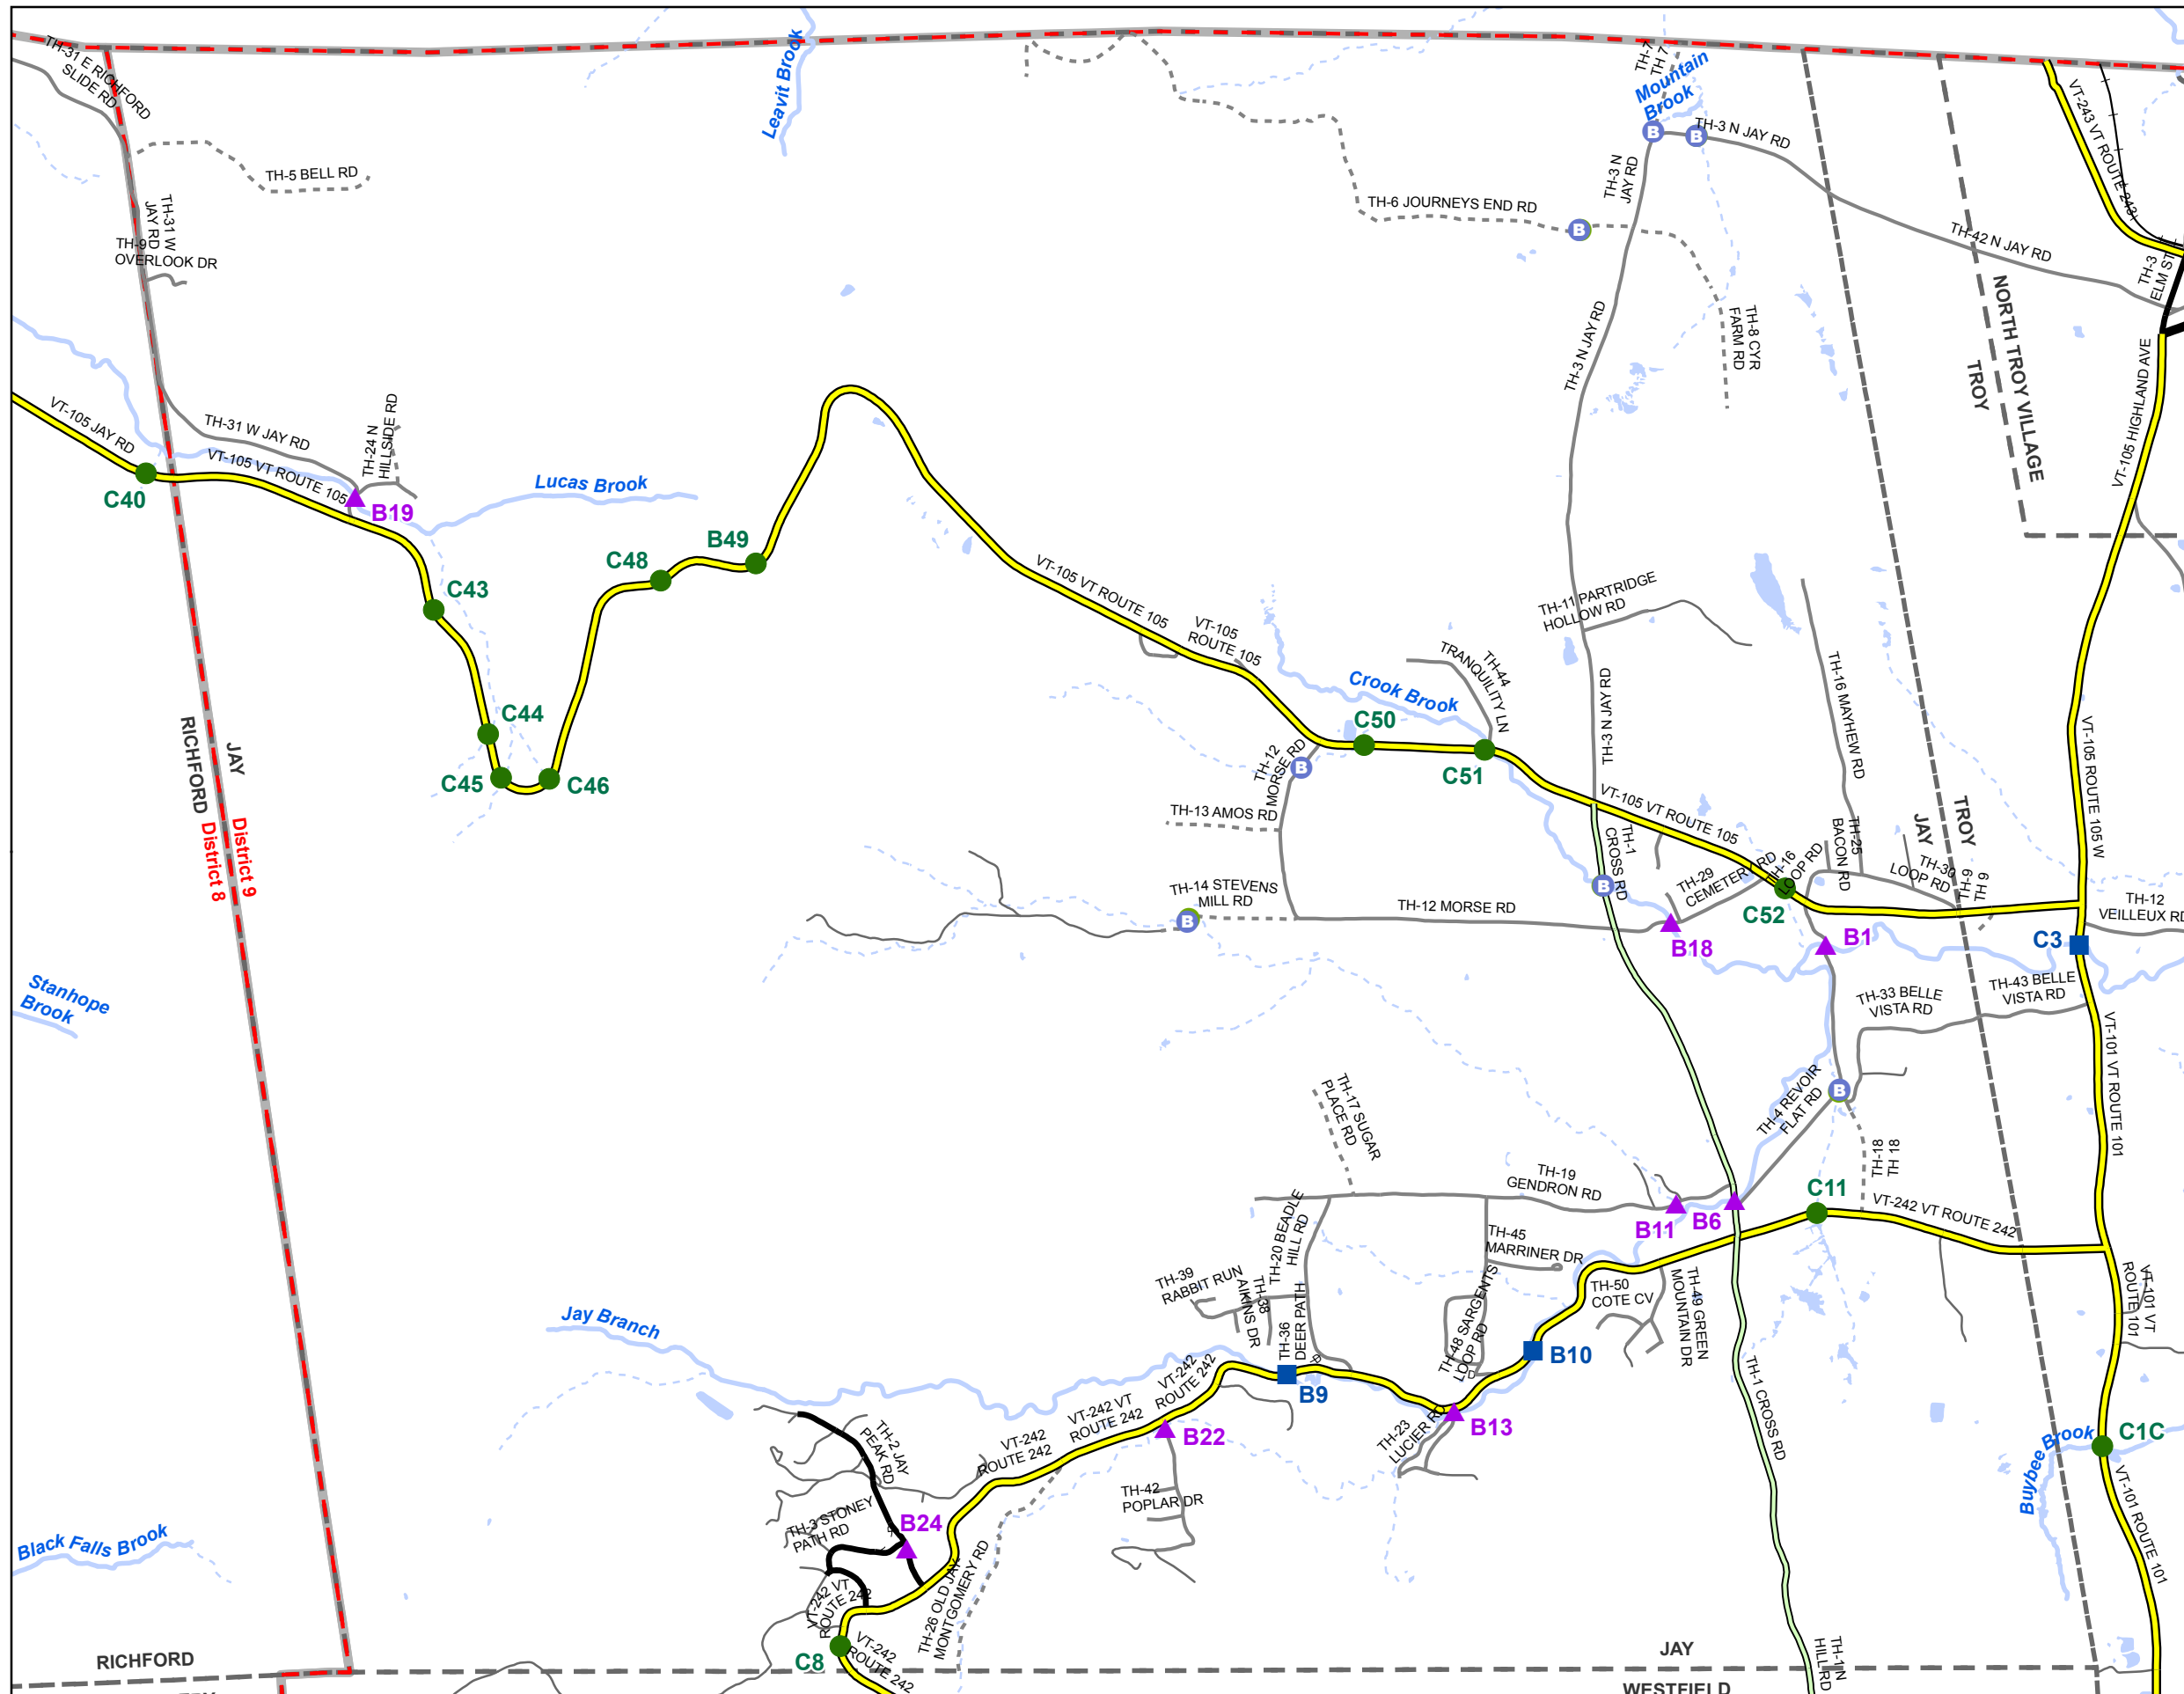 TH-31 E RICHFORD
SLIDE RD
Leavit Brook
TH-7
TH 7
Mountain
Brook
TH-3 N JAY RD
VT-243 VT ROUTE 243
TH-5 BELL RD
TH-3 N
JAY RD
TH-6 JOURNEYS END RD
TH-31 W
JAY RD
TH-9
OVERLOOK DR
TH-42 N JAY RD
TH-3
ELM ST
NORTH TROY VILLAGE
TROY
TH-8 CYR
FARM RD
TH-3 N JAY RD
VT-105 HIGHLAND AVE
VT-105 JAY RD
TH-31 W JAY RD
TH-24 N
HILLSIDE RD
VT-105 VT ROUTE 105
C40
B19
Lucas Brook
C43
C48
B49
VT-105 VT ROUTE 105
VT-105
ROUTE 105
TH-11 PARTRIDGE
HOLLOW RD
TH-44
TRANQUILITY LN
Crook Brook
TH-3 N JAY RD
TH-16 MAYHEW RD
C44
C45
C46
C50
C51
RICHFORD
JAY
District 8
District 9
TH-12
MORSE RD
B
TH-13 AMOS RD
VT-105 VT ROUTE 105
VT-105 ROUTE 105 W
TH-1
CROSS RD
TH-29
CEMETERY RD
TH-16
LOOP RD
TH-25
BACON RD
TH-30
LOOP RD
JAY
TROY
TH-9
TH 9
TH-14 STEVENS
MILL RD
B
TH-12 MORSE RD
B
B
B
B
B18
C52
B1
C3
TH-12
VEILLEUX RD
Stanhope
Brook
TH-33 BELLE
VISTA RD
TH-43 BELLE
VISTA RD
VT-101 VT ROUTE 101
TH-17 SUGAR
PLACE RD
TH-4 REVOIR
FLAT RD
B
TH-18
TH 18
TH-19
GENDRON RD
B11
B6
C11
VT-242 VT ROUTE 242
TH-20 BEADLE
HILL RD
TH-45
MARRINER DR
TH-39
RABBIT RUN
TH-38
AIKINS DR
TH-36
DEER PATH
TH-48 SARGENTS
LOOP RD
TH-50
COTE CV
TH-49 GREEN
MOUNTAIN DR
VT-101 VT
ROUTE 101
Jay Branch
VT-242
ROUTE 242
B9
B10
VT-242 VT
ROUTE 242
B22
B13
TH-23
LUCIER RD
TH-1 CROSS RD
TH-2 JAY
PEAK RD
VT-242
ROUTE 242
TH-42
POPLAR DR
Buybee Brook
C1C
VT-101 ROUTE 101
TH-3 STONEY
PATH RD
B24
Black Falls Brook
VT-242 VT
ROUTE 242
TH-26 OLD JAY
MONTGOMERY RD
C8
VT-242
ROUTE 242
RICHFORD
JAY
WESTFIELD
TH-1 N
HILL RD